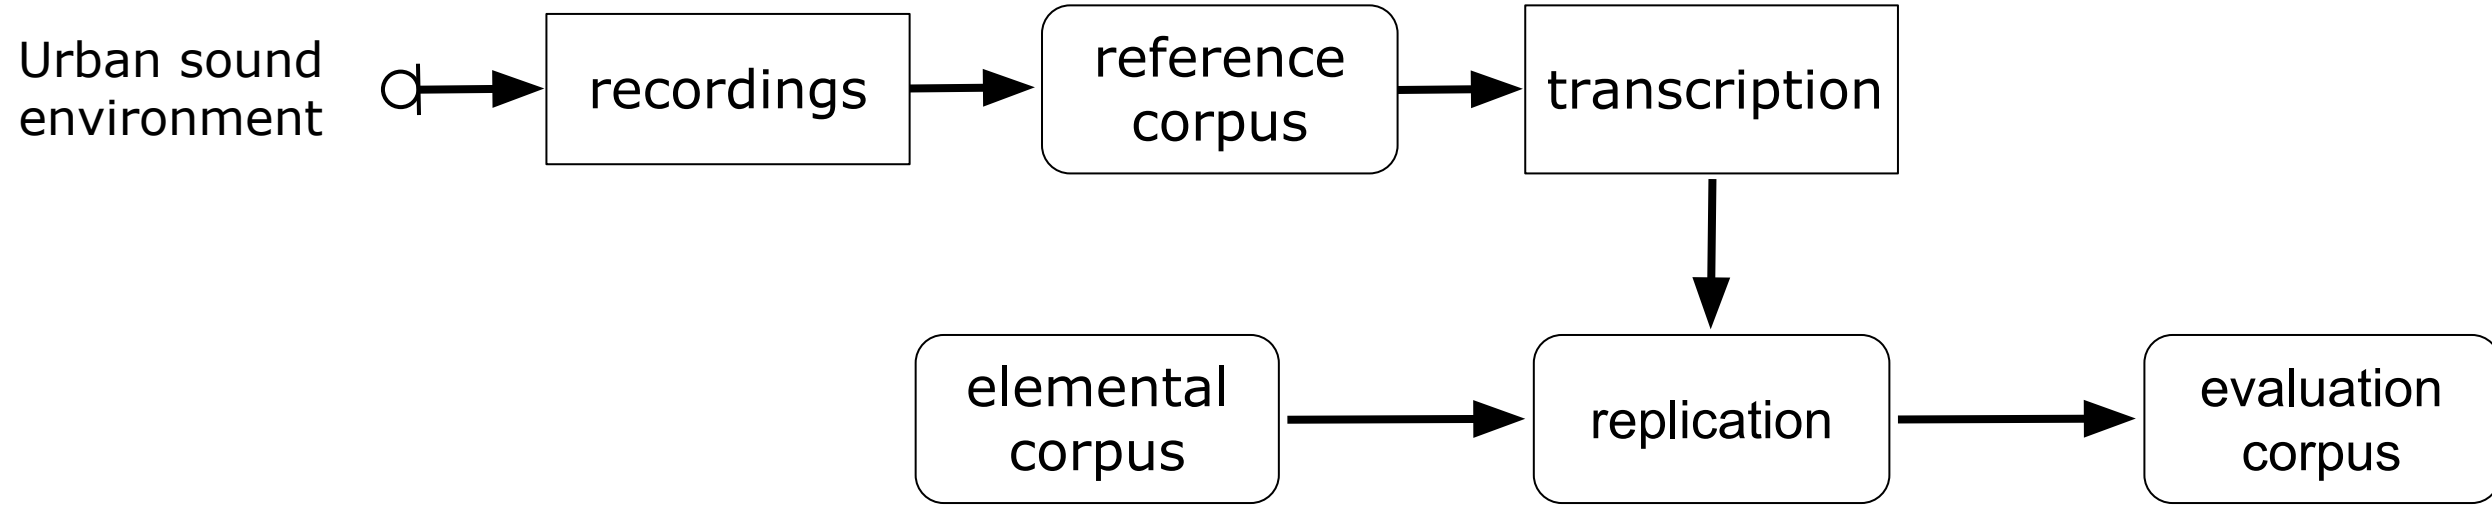 Urban sound
environment
recordings
reference
corpus
transcription
elemental
corpus
replication
evaluation
corpus